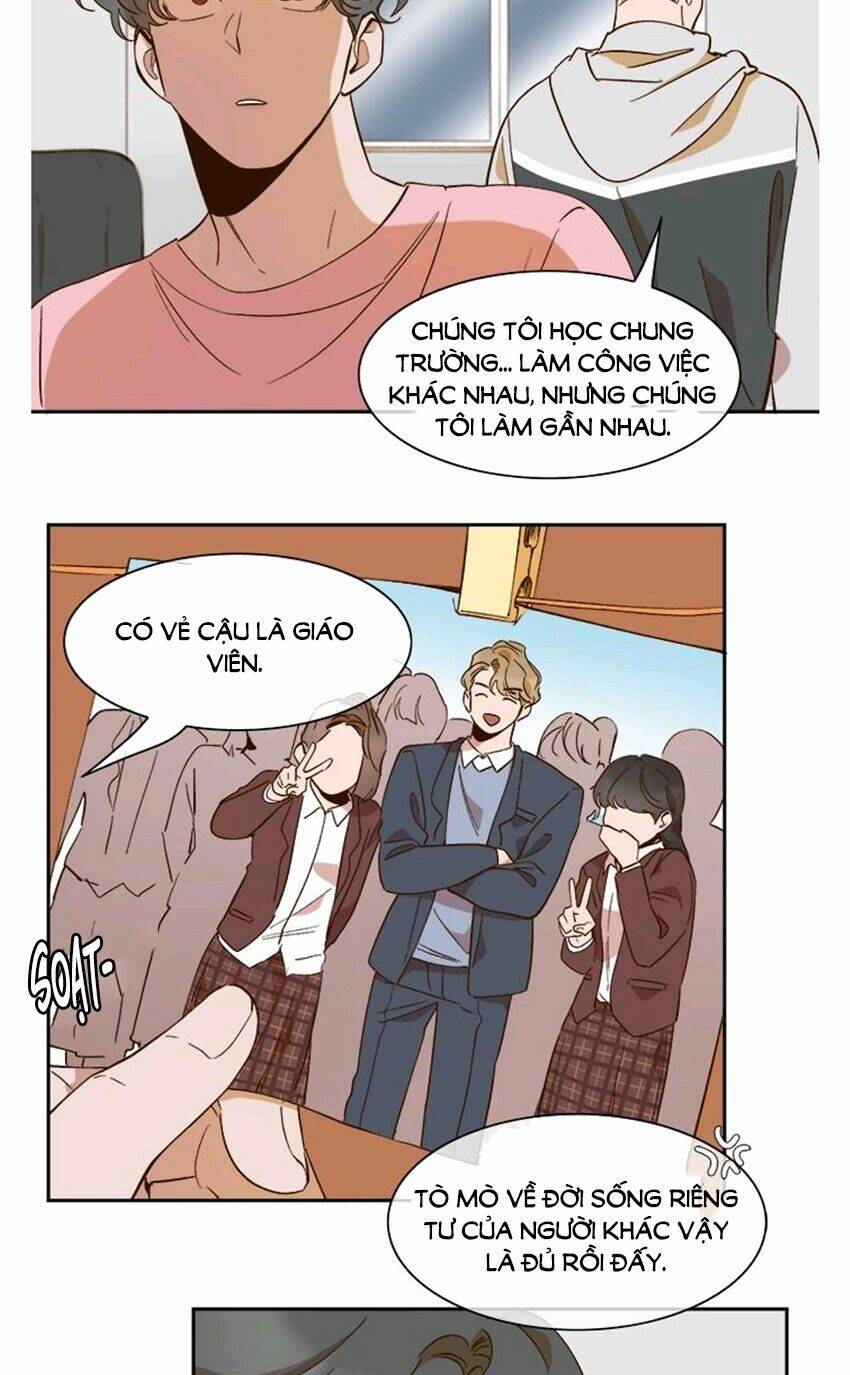 CHÚNG TÔI HỌC CHUNG
TRƯỜNG... LÀM CÔNG VIỆC
KHÁC NHAU, NHƯNG CHÚNG
TÔI LÀM GẦN NHAU.
CÓ VẺ CẬU LÀ GIÁO
VIÊN.
SOẠT-
TÒ MÒ VỀ ĐỜI SỐNG RIÊNG
TƯ CỦA NGƯỜI KHÁC VẬY
LÀ ĐỦ RỒI ĐẤY.